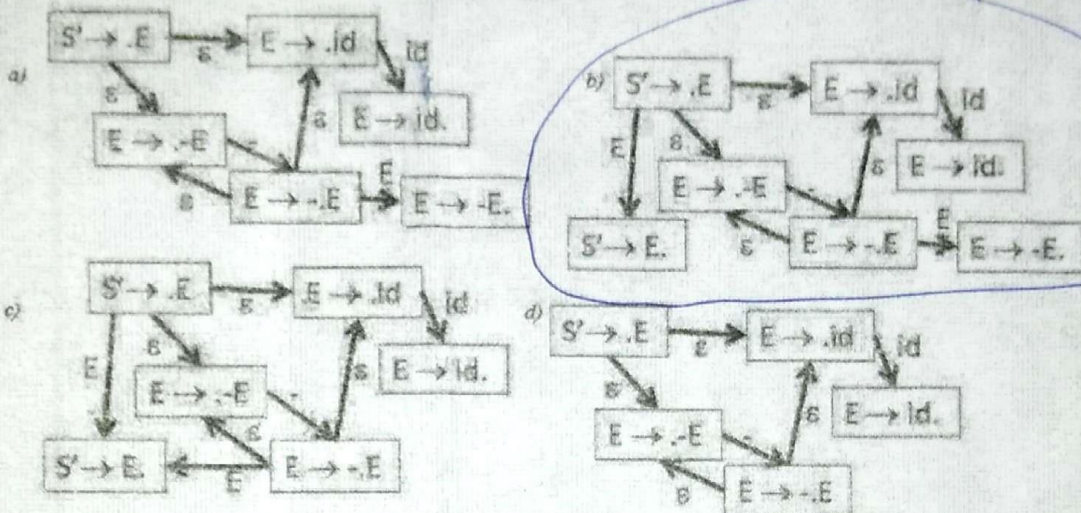 a)
S' → .E
ε
E → .id
id
ε
E → .-E
-
ε
E → id.
ε
E → -.E
E
E → -E.
b)
S' → .E
ε
E → .id
id
E
ε
E → .-E
-
ε
E → id.
S' → E.
ε
E → -.E
E
E → -E.
c)
S' → .E
ε
E → .id
id
E
ε
E → .-E
-
ε
E → id.
S' → E.
ε
E
E → -.E
d)
S' → .E
ε
E → .id
id
ε
E → .-E
-
ε
E → id.
ε
E → -.E